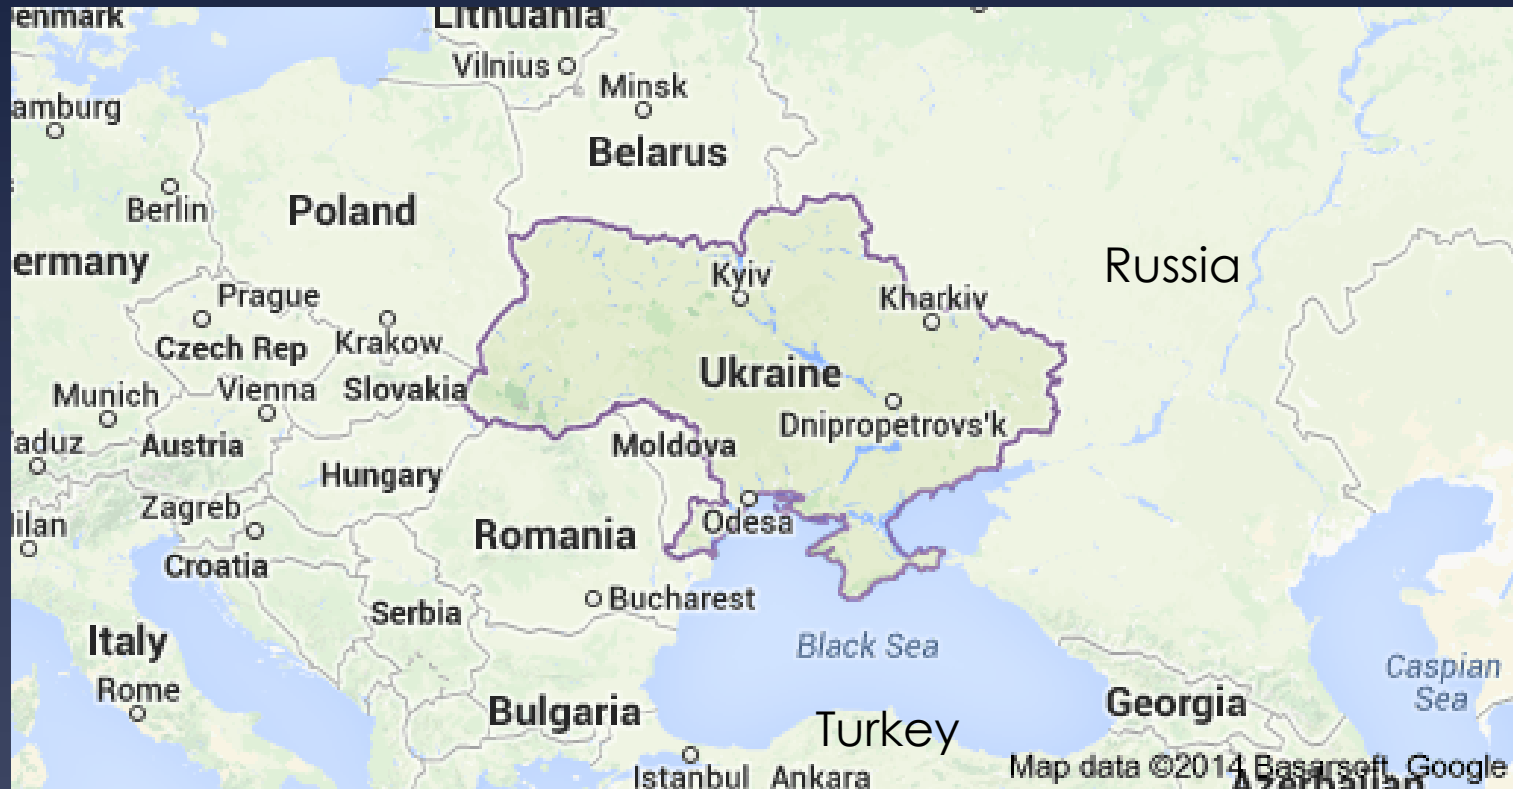 enmark
Lithuania
Vilnius
Minsk
amburg
Belarus
Berlin
Poland
ermany
Russia
Kyiv
Prague
Kharkiv
Krakow
Czech Rep
Ukraine
Munich
Vienna
Slovakia
Dnipropetrovs'k
aduz
Austria
Moldova
Hungary
Zagreb
ilan
Odesa
Romania
Croatia
Bucharest
Serbia
Italy
Black Sea
Caspian
Sea
Rome
Bulgaria
Georgia
Turkey
Istanbul
Ankara
Map data ©2014 Basarsoft, Google
Azerbaijan